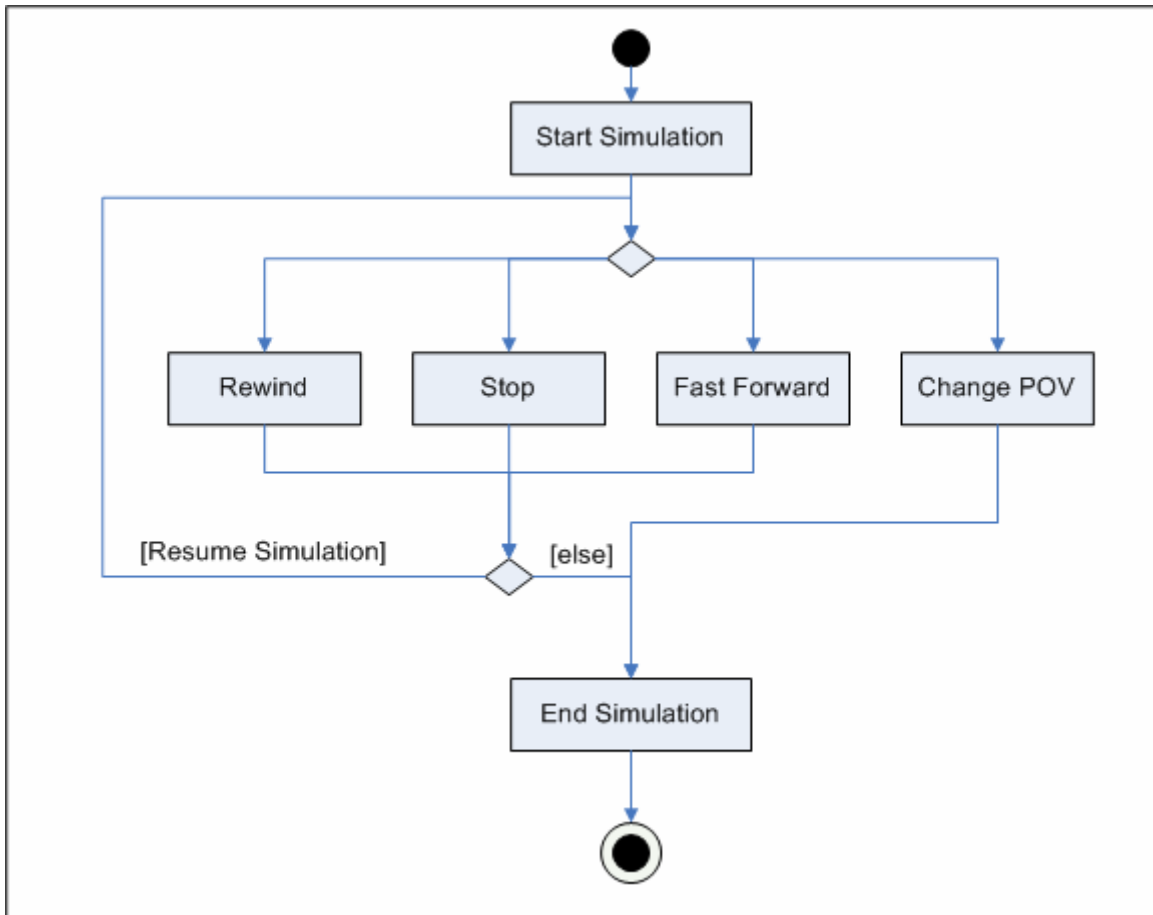 Start Simulation
Rewind
Stop
Fast Forward
Change POV
[Resume Simulation]
[else]
End Simulation